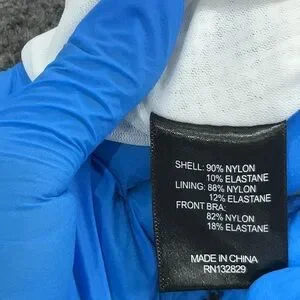 SHELL: 90% NYLON
10% ELASTANE
LINING: 88% NYLON
12% ELASTANE
FRONT BRA:
82% NYLON
18% ELASTANE
MADE IN CHINA
RN132829